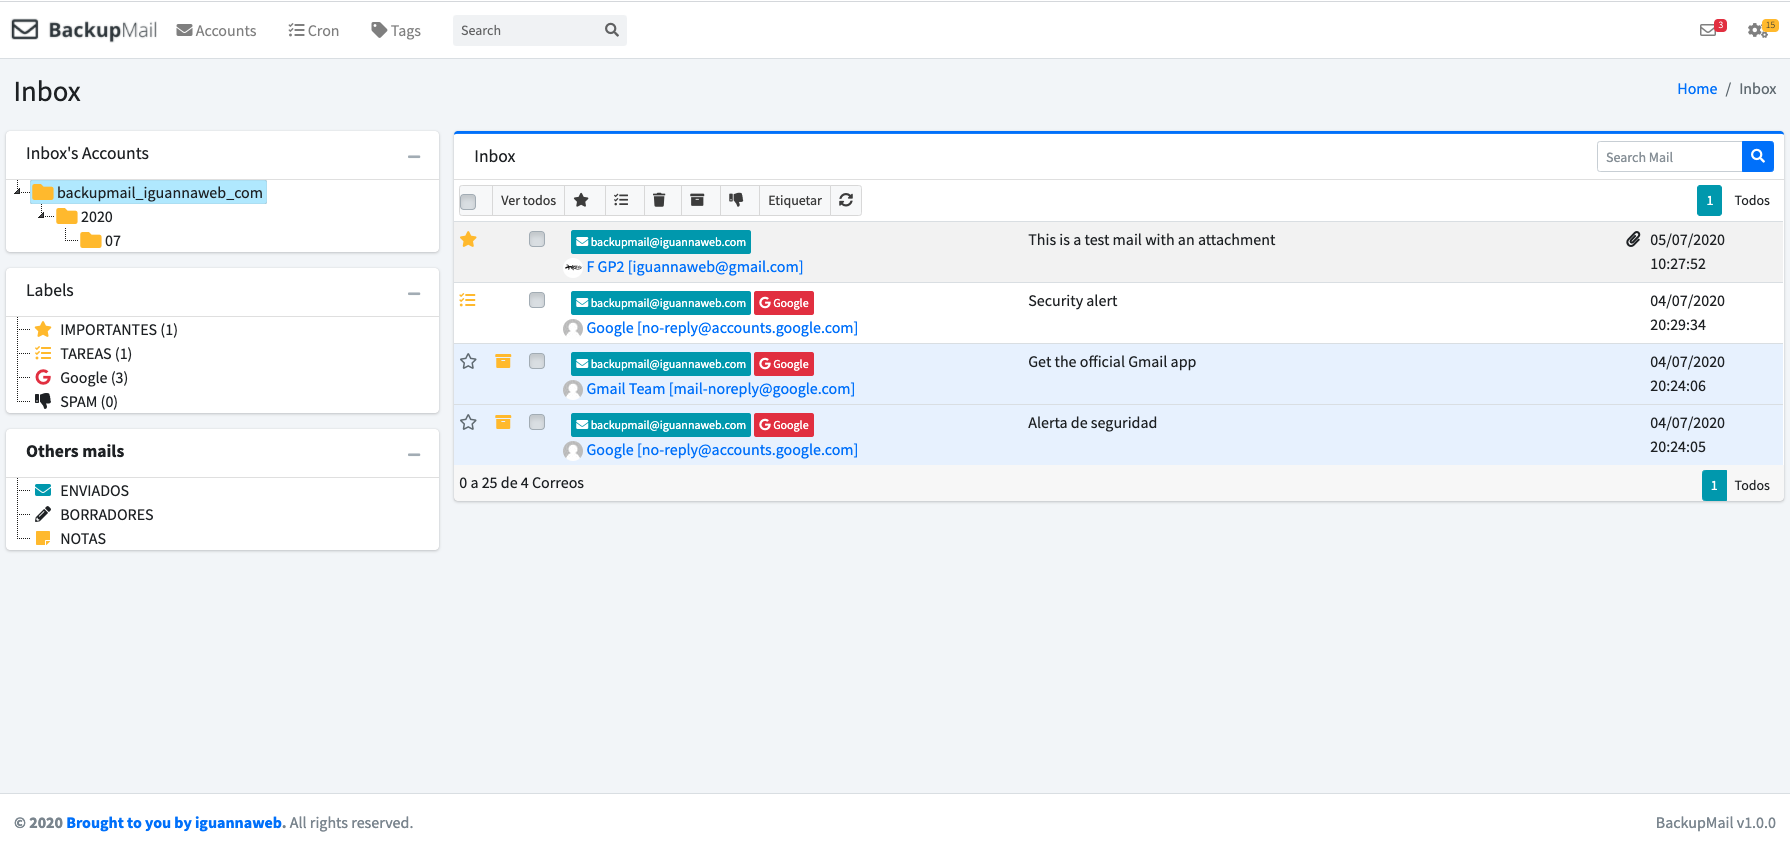 BackupMail Accounts Cron Tags Search 3 15
Inbox
Home / Inbox
Inbox's Accounts
backupmail_iguannaweb_com
2020
07
Labels
IMPORTANTES (1)
TAREAS (1)
Google (3)
SPAM (0)
Others mails
ENVIADOS
BORRADORES
NOTAS
Inbox Search Mail
Ver todos Etiquetar 1 Todos
backupmail@iguannaweb.com This is a test mail with an attachment 05/07/2020
F GP2 [iguannaweb@gmail.com] 10:27:52
backupmail@iguannaweb.com Google Security alert 04/07/2020
Google [no-reply@accounts.google.com] 20:29:34
backupmail@iguannaweb.com Google Get the official Gmail app 04/07/2020
Gmail Team [mail-noreply@google.com] 20:24:06
backupmail@iguannaweb.com Google Alerta de seguridad 04/07/2020
Google [no-reply@accounts.google.com] 20:24:05
0 a 25 de 4 Correos 1 Todos
© 2020 Brought to you by iguannaweb. All rights reserved. BackupMail v1.0.0